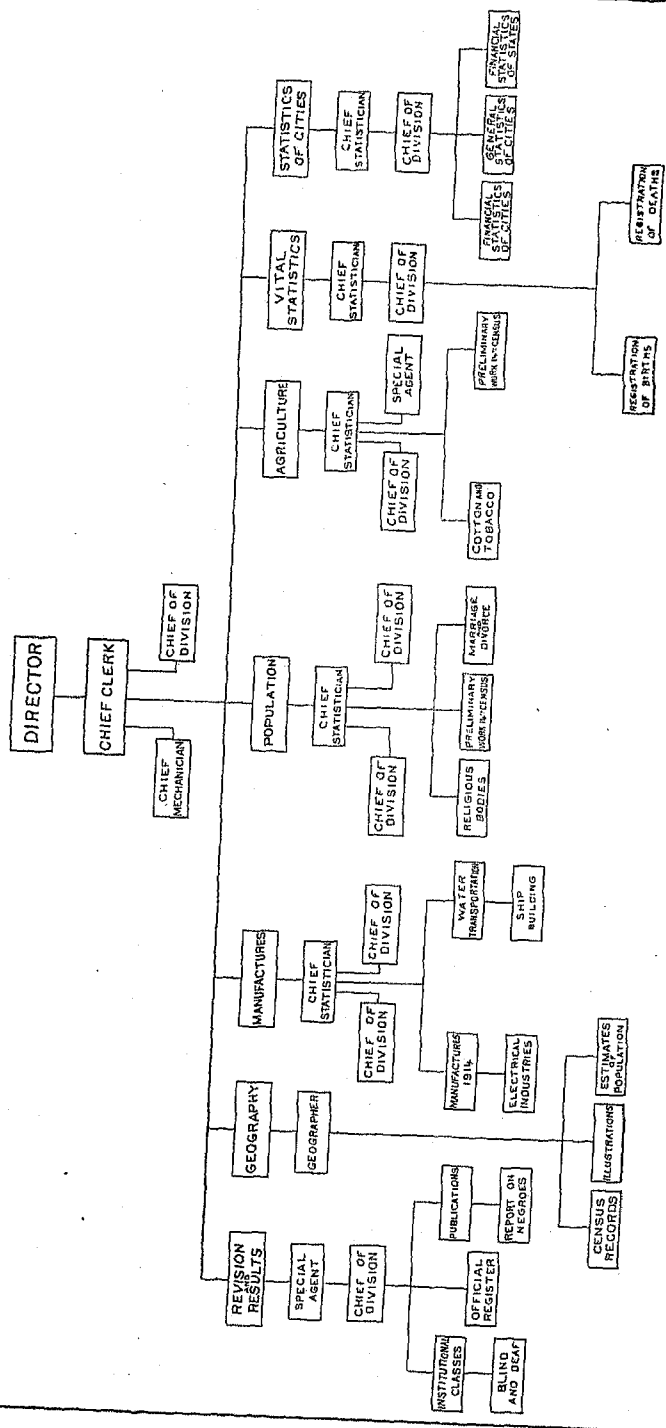 DIRECTOR
CHIEF CLERK
CHIEF
MECHANICIAN
CHIEF OF
DIVISION
REVISION
AND
RESULTS
SPECIAL
AGENT
CHIEF OF
DIVISION
INSTITUTIONAL
CLASSES
BLIND
AND DEAF
OFFICIAL
REGISTER
PUBLICATIONS
REPORT ON
NEGROES
GEOGRAPHY
GEOGRAPHER
CENSUS
RECORDS
ILLUSTRATIONS
ESTIMATES
OF
POPULATION
MANUFACTURES
CHIEF
STATISTICIAN
CHIEF OF
DIVISION
CHIEF OF
DIVISION
MANUFACTURES
1914
ELECTRICAL
INDUSTRIES
WATER
TRANSPORTATION
SHIP
BUILDING
POPULATION
CHIEF
STATISTICIAN
CHIEF OF
DIVISION
CHIEF OF
DIVISION
RELIGIOUS
BODIES
PRELIMINARY
WORK CENSUS
MARRIAGE
AND
DIVORCE
AGRICULTURE
CHIEF
STATISTICIAN
CHIEF OF
DIVISION
SPECIAL
AGENT
COTTON AND
TOBACCO
PRELIMINARY
WORK CENSUS
VITAL
STATISTICS
CHIEF
STATISTICIAN
CHIEF OF
DIVISION
REGISTRATION
OF BIRTHS
REGISTRATION
OF DEATHS
STATISTICS
OF CITIES
CHIEF
STATISTICIAN
CHIEF OF
DIVISION
FINANCIAL
STATISTICS
OF CITIES
GENERAL
STATISTICS
OF CITIES
FINANCIAL
STATISTICS
OF STATES